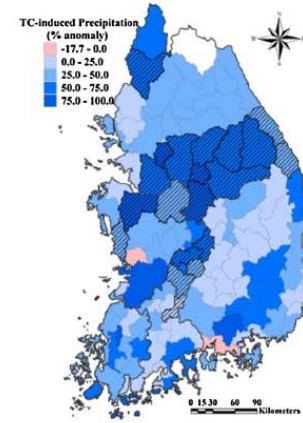 TC-induced Precipitation
(% anomaly)
-17.7 - 0.0
0.0 - 25.0
25.0 - 50.0
50.0 - 75.0
75.0 - 100.0
N
0 15 30 60 90
Kilometers